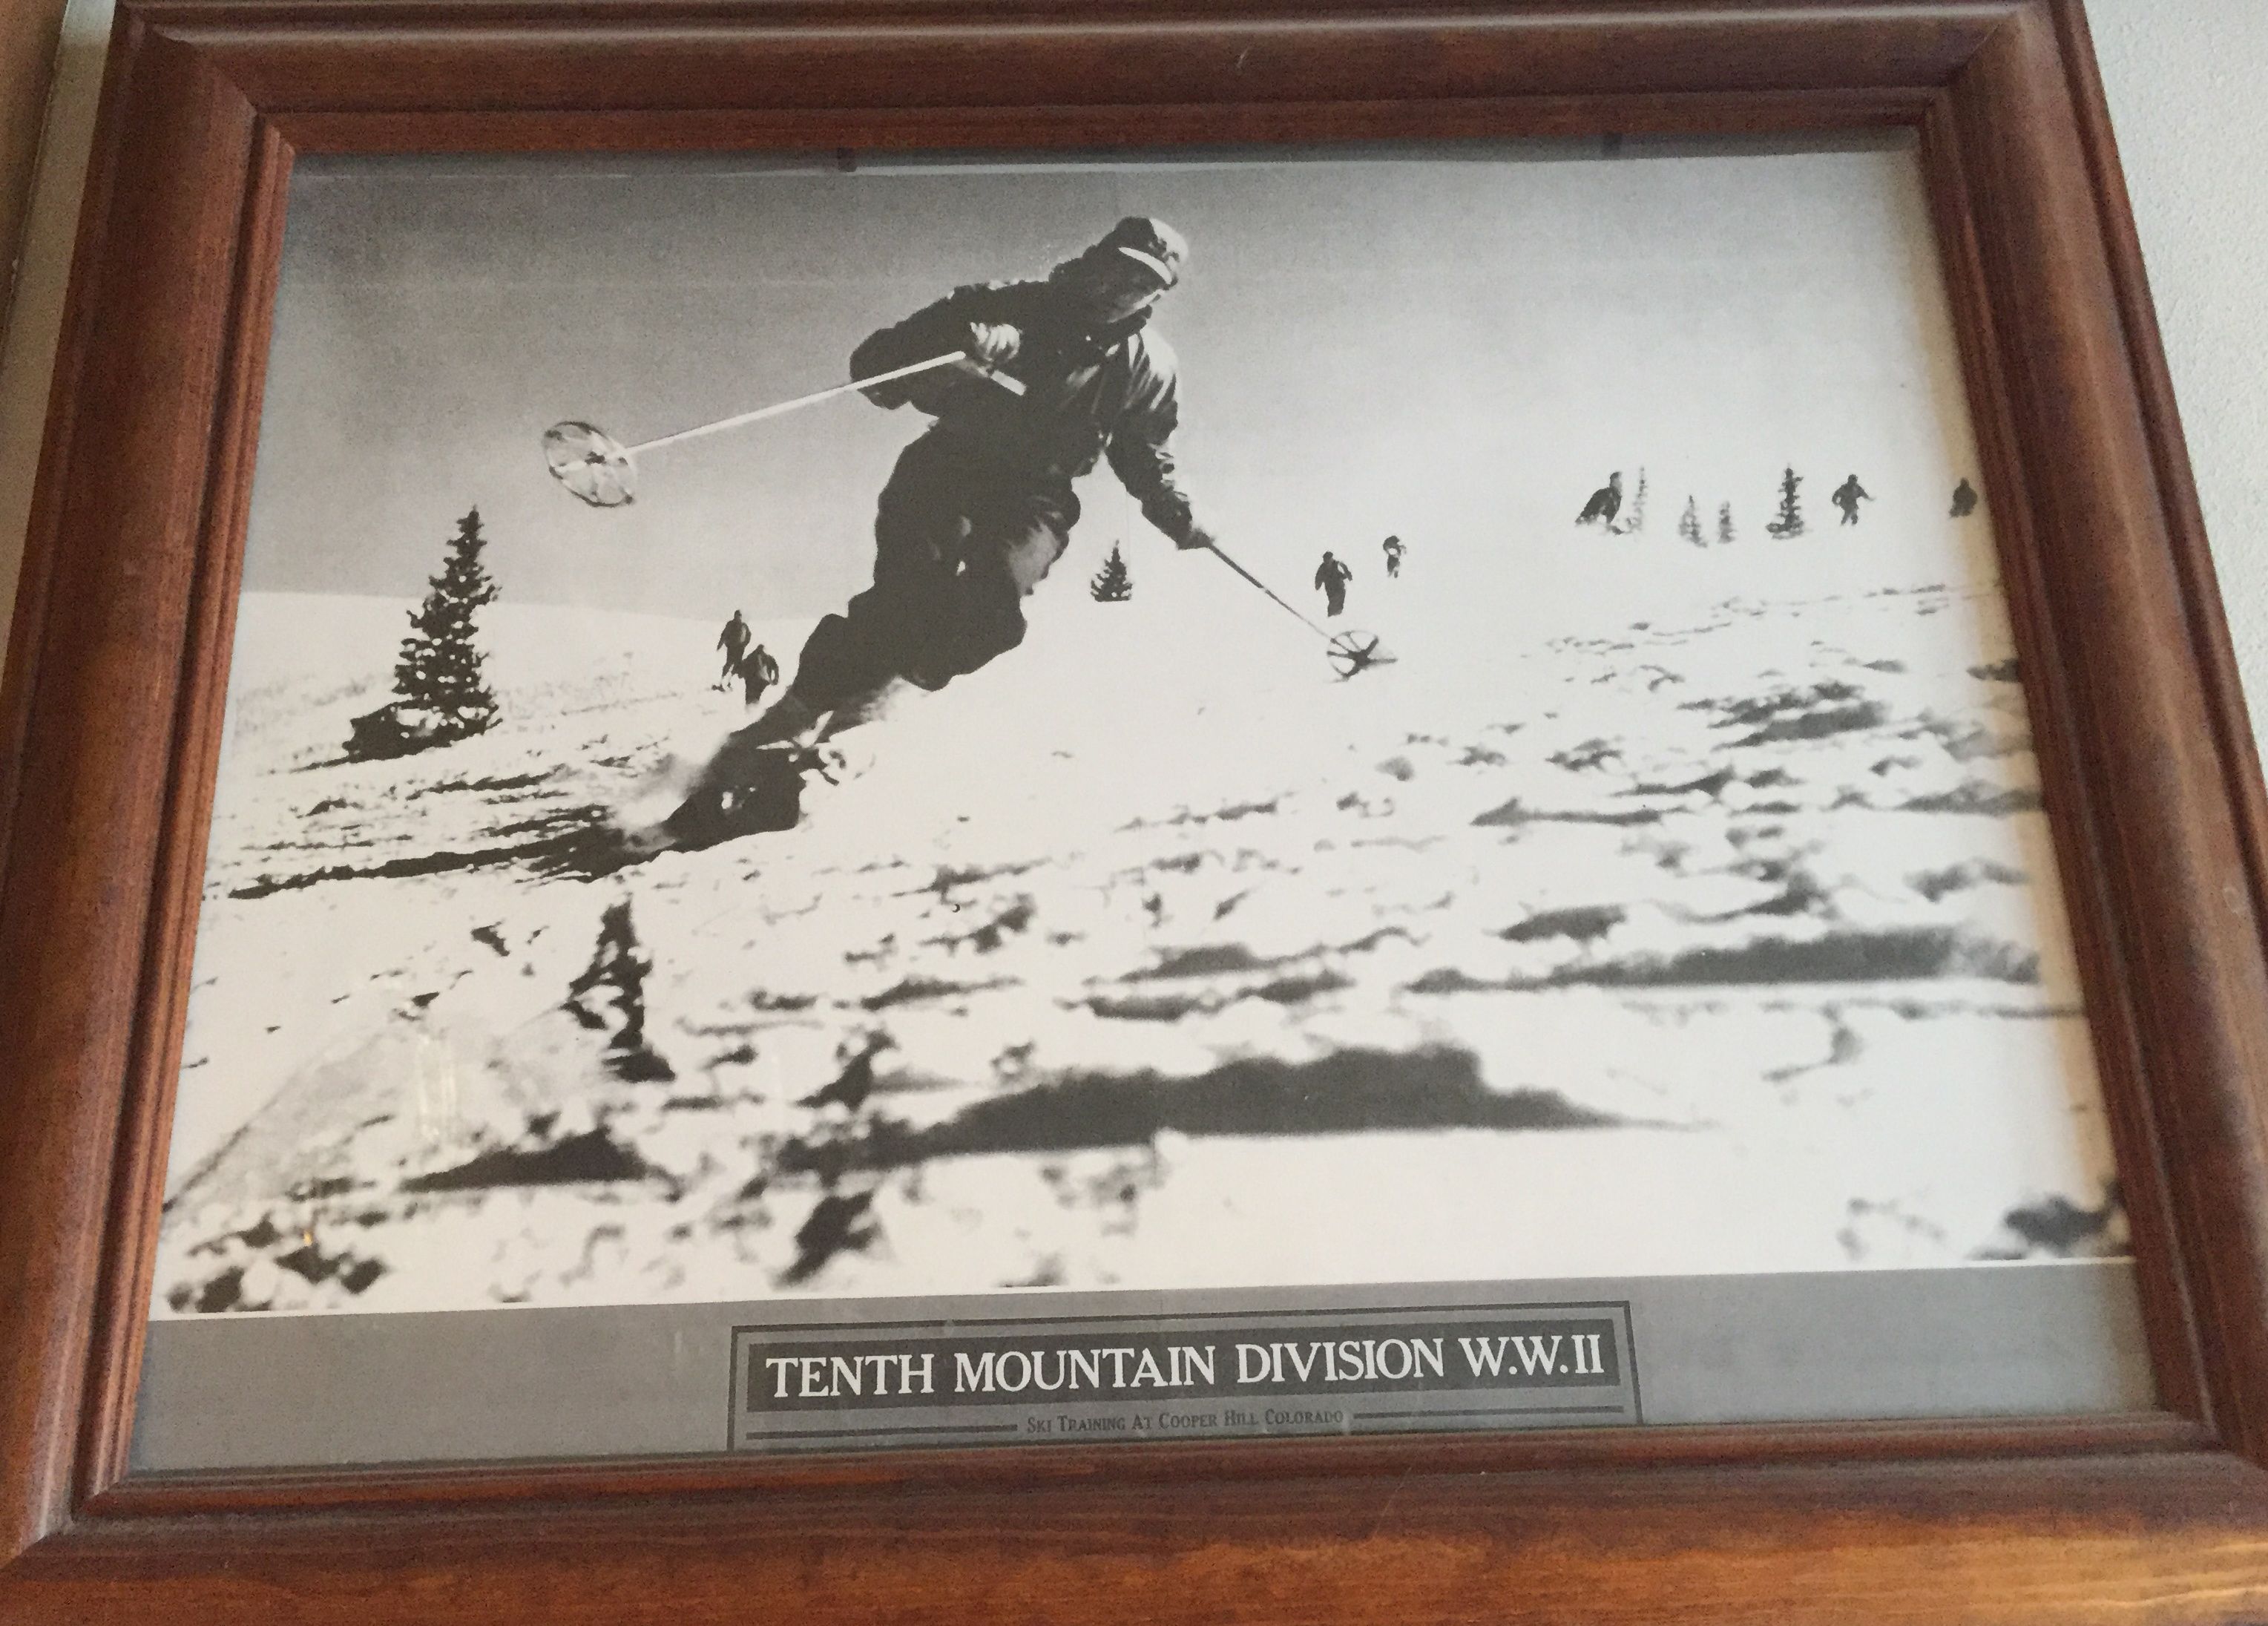 TENTH MOUNTAIN DIVISION W.W.II
SKI TRAINING AT COOPER HILL COLORADO